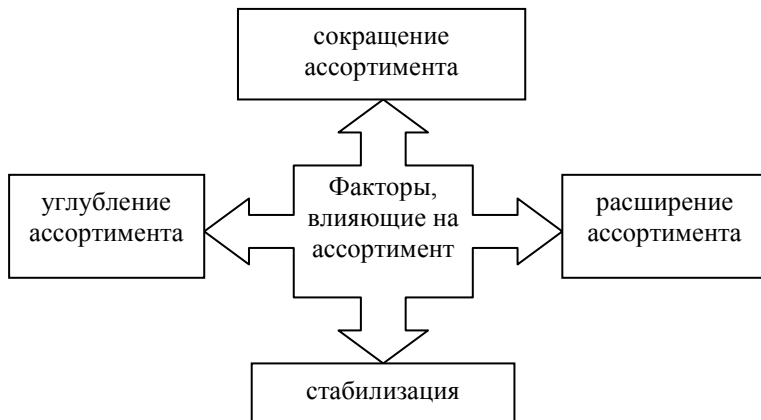 сокращение
ассортимента
углубление
ассортимента
Факторы,
влияющие на
ассортимент
расширение
ассортимента
стабилизация